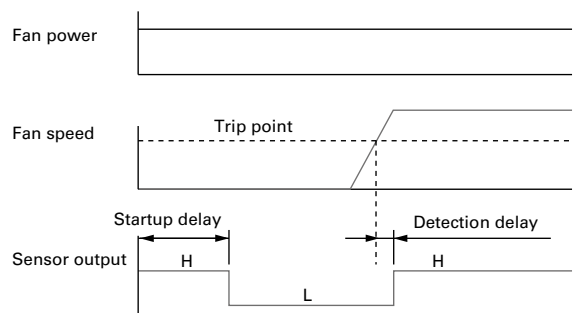 Fan power
Fan speed
Trip point
Startup delay
Detection delay
Sensor output
H
H
L